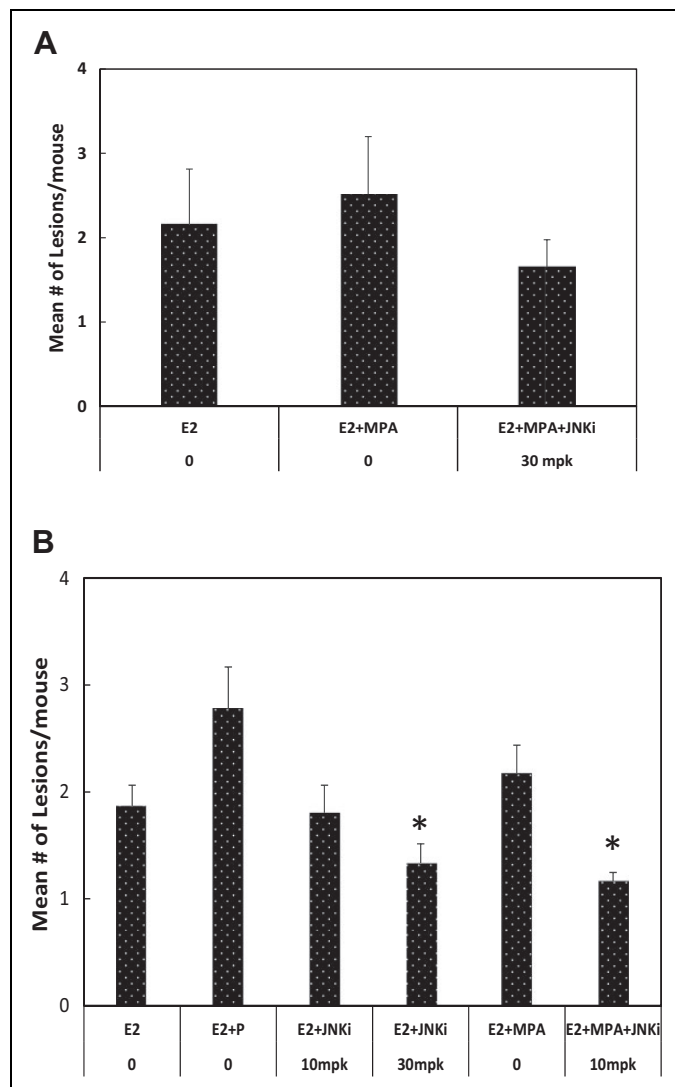 A
4
3
2
1
0
Mean # of Lesions/mouse
E2 E2+MPA E2+MPA+JNKi
0 0 30 mpk
B
4
3
2
1
0
Mean # of Lesions/mouse
* *
E2 E2+P E2+JNKi E2+JNKi E2+MPA E2+MPA+JNKi
0 0 10mpk 30mpk 0 10mpk